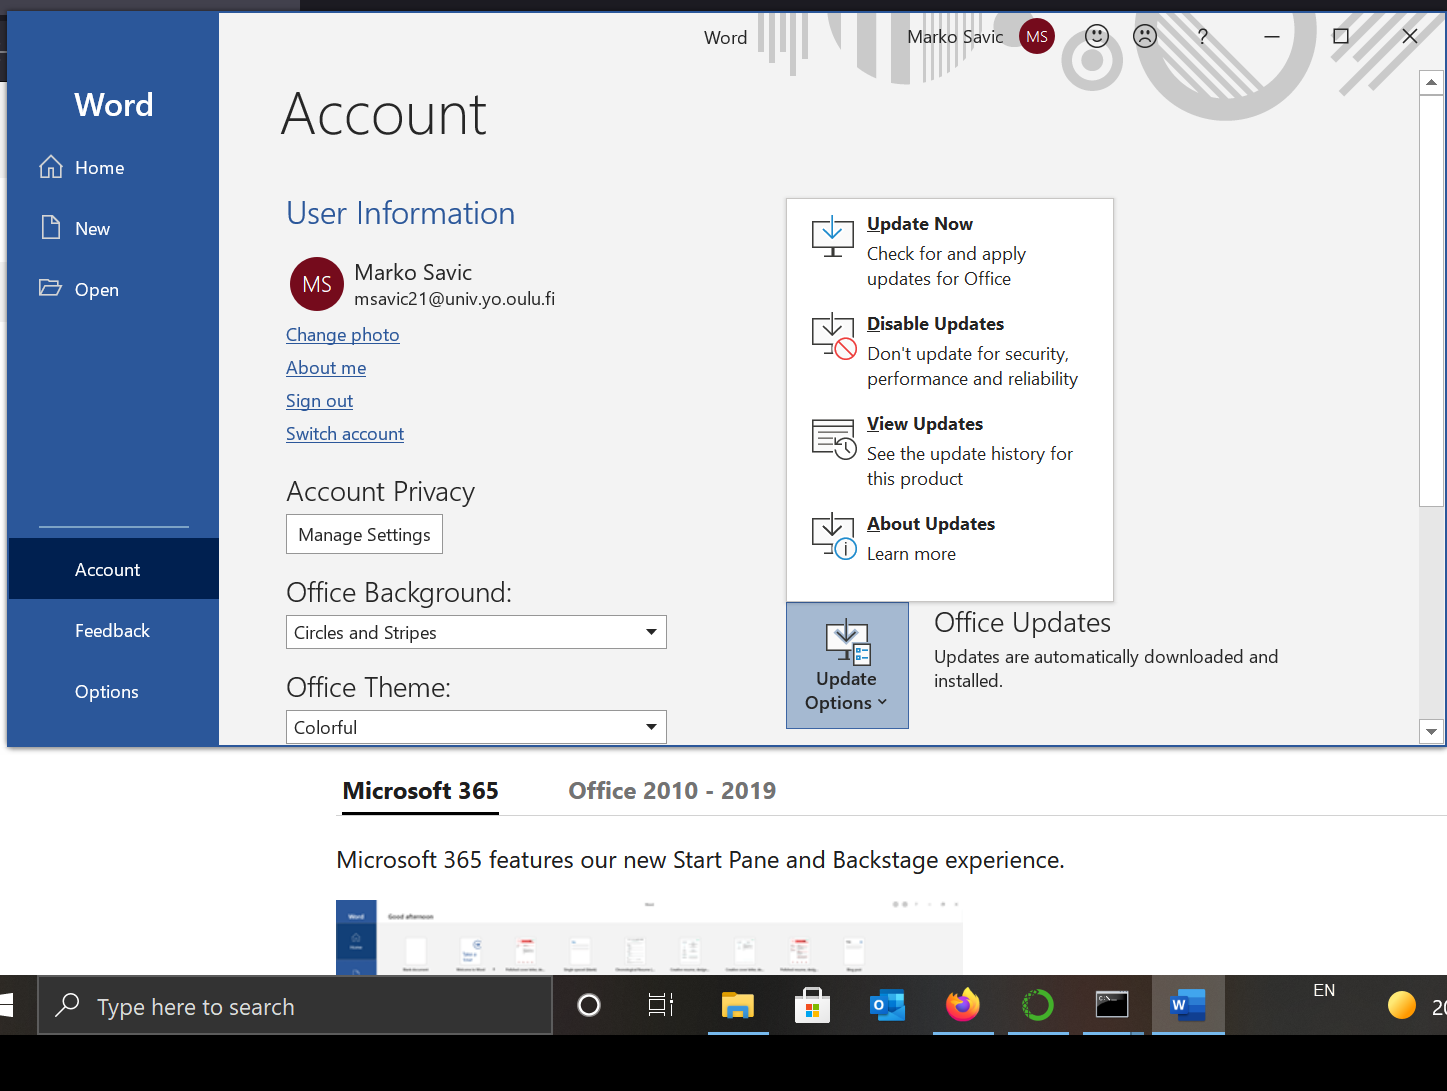 Word
Marko Savic
MS
?
Word
Home
New
Open
Account
Feedback
Options
Account
User Information
MS
Marko Savic
msavic21@univ.yo.oulu.fi
Change photo
About me
Sign out
Switch account
Account Privacy
Manage Settings
Office Background:
Circles and Stripes
Office Theme:
Colorful
Update Now
Check for and apply
updates for Office
Disable Updates
Don't update for security,
performance and reliability
View Updates
See the update history for
this product
About Updates
Learn more
Update
Options
Office Updates
Updates are automatically downloaded and
installed.
Microsoft 365
Office 2010 - 2019
Microsoft 365 features our new Start Pane and Backstage experience.
Word
Good afternoon
Home
Type here to search
EN